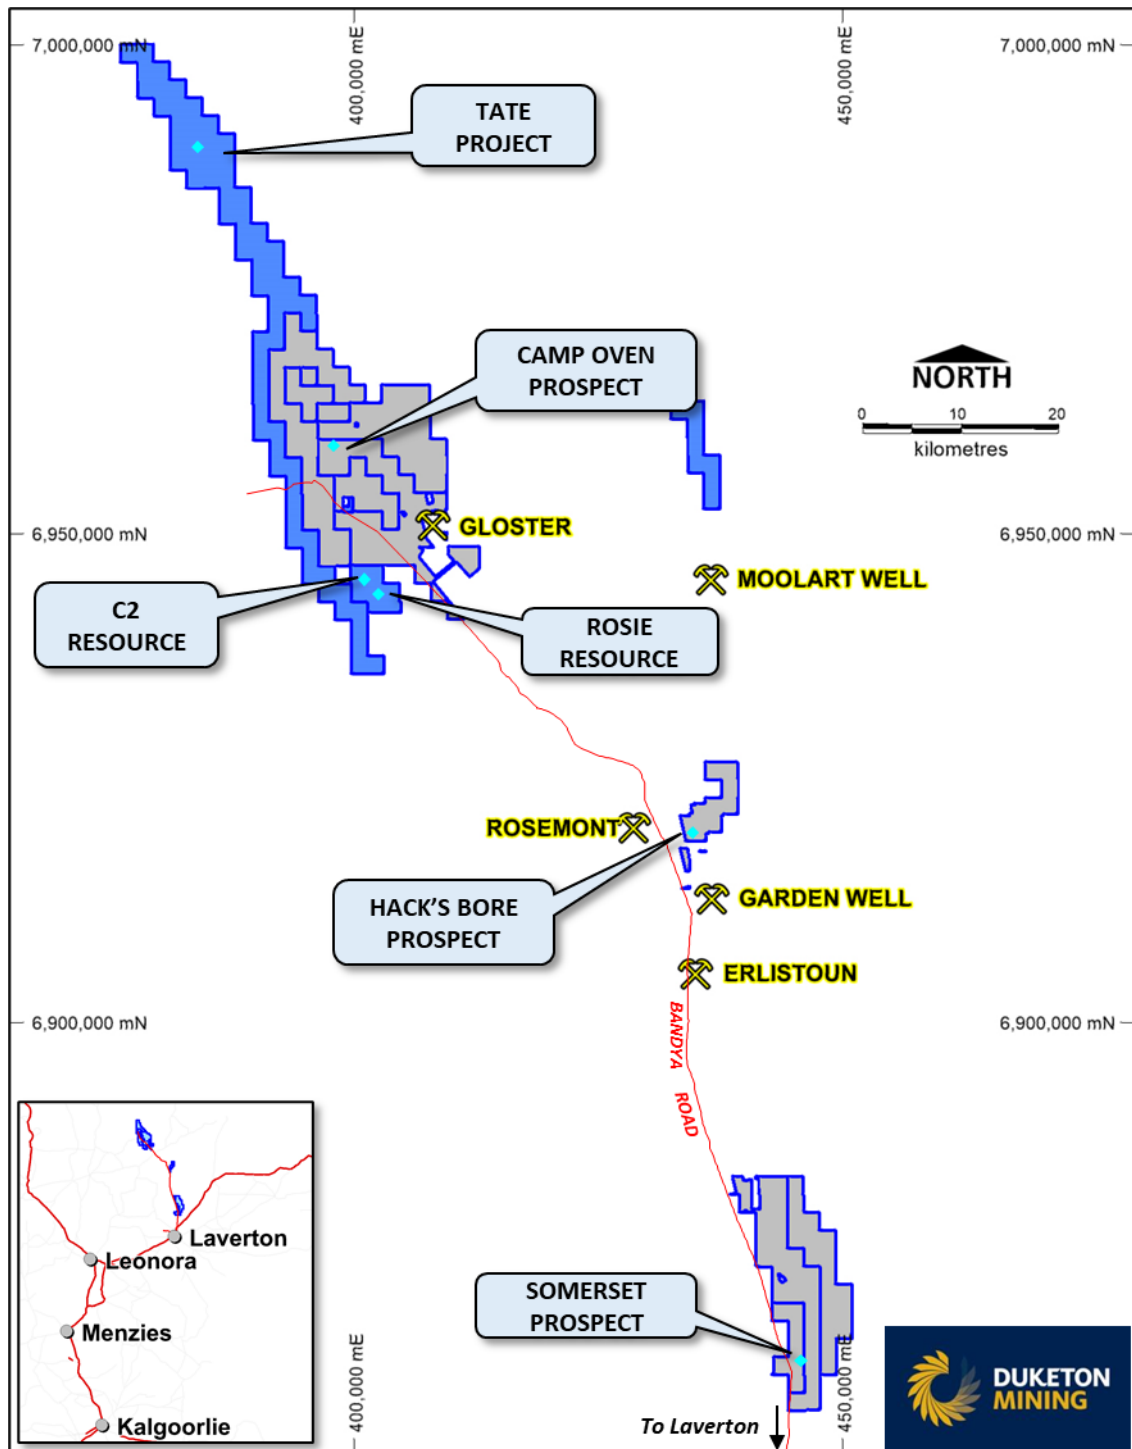 400,000 mE
450,000 mE
7,000,000 mN
7,000,000 mN
TATE
PROJECT
CAMP OVEN
PROSPECT
NORTH
0 10 20
kilometres
GLOSTER
6,950,000 mN
6,950,000 mN
MOOLART WELL
C2
RESOURCE
ROSIE
RESOURCE
ROSEMONT
HACK'S BORE
PROSPECT
GARDEN WELL
ERLISTOUN
6,900,000 mN
6,900,000 mN
BANDYA ROAD
Laverton
Leonora
Menzies
Kalgoorlie
SOMERSET
PROSPECT
400,000 mE
450,000 mE
To Laverton
DUKETON
MINING